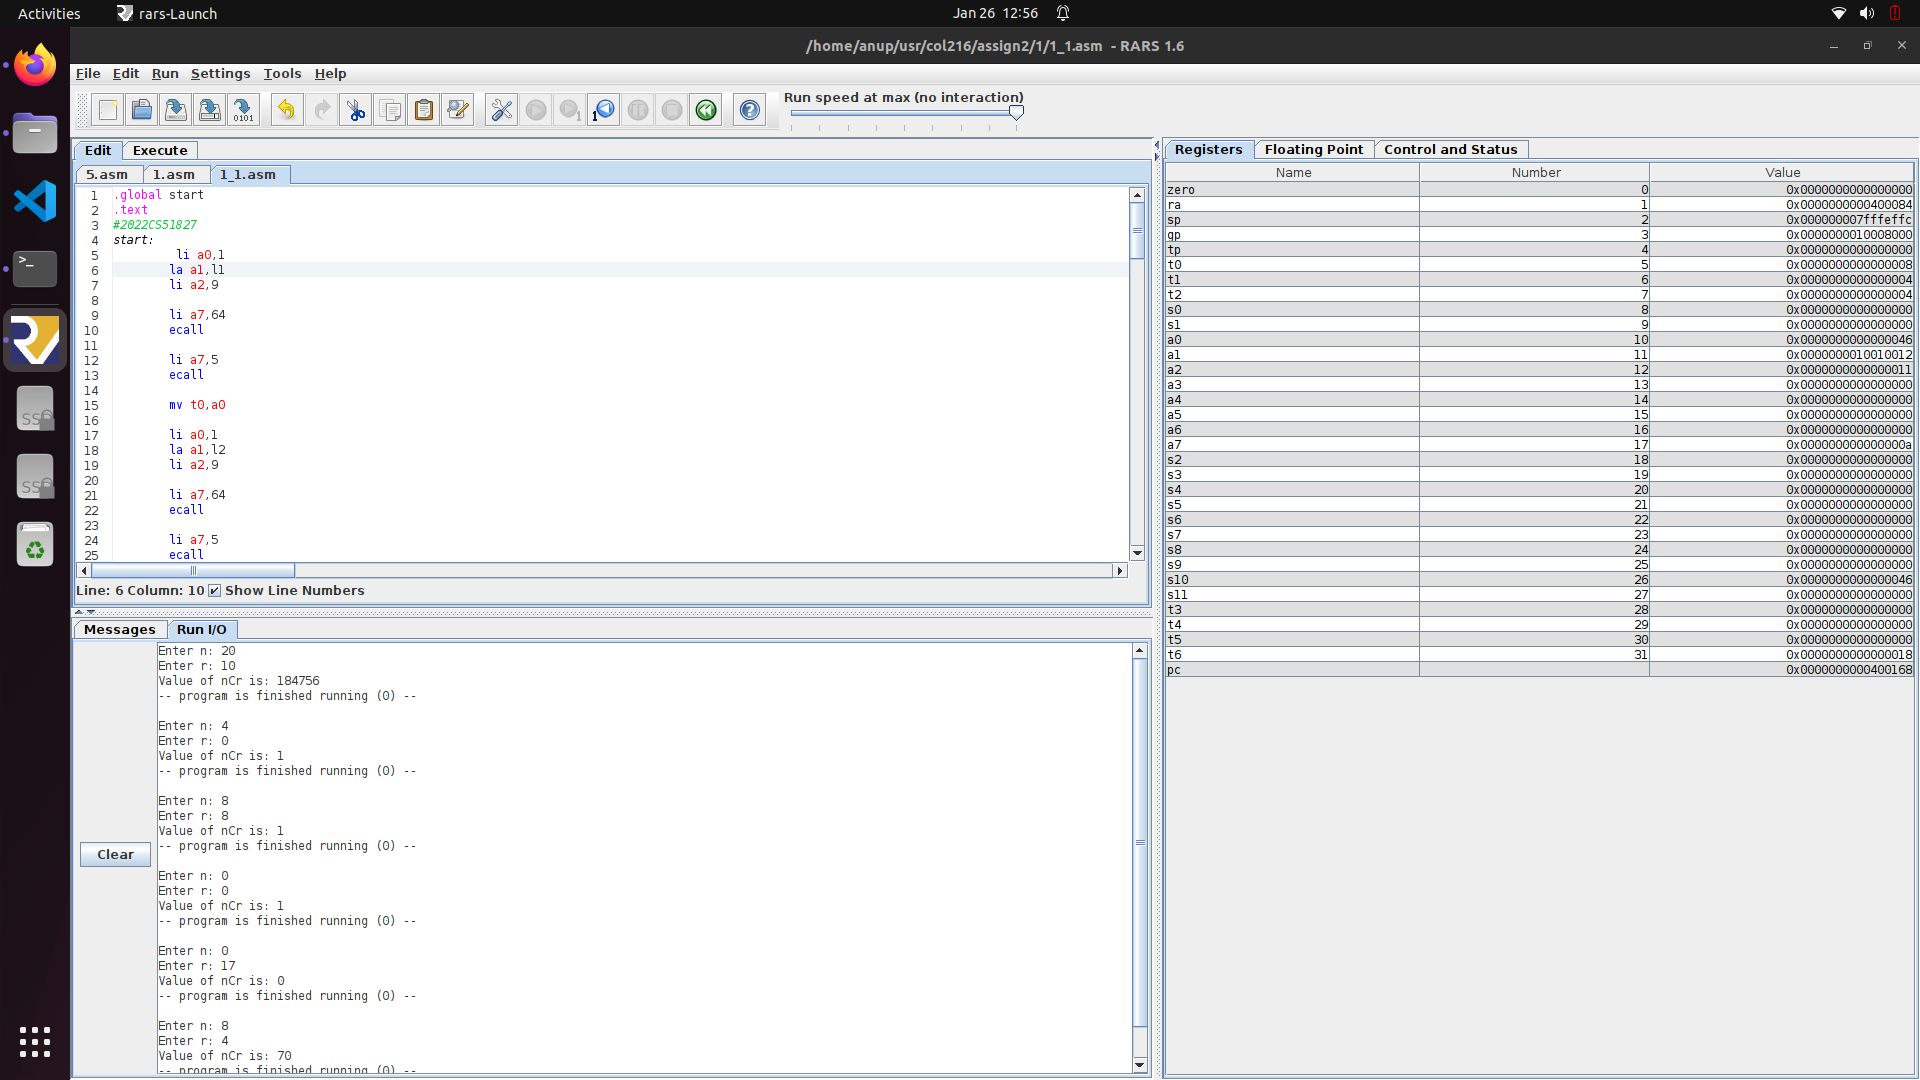 Activities rars-Launch Jan 26 12:56
/home/anup/usr/col216/assign2/1/1_1.asm - RARS 1.6
File Edit Run Settings Tools Help
Run speed at max (no interaction)
Edit Execute
5.asm 1.asm 1_1.asm
1 .global start
2 .text
3 #2022CS51827
4 start:
5 li a0,1
6 la a1,l1
7 li a2,9
8
9 li a7,64
10 ecall
11
12 li a7,5
13 ecall
14
15 mv t0,a0
16
17 li a0,1
18 la a1,l2
19 li a2,9
20
21 li a7,64
22 ecall
23
24 li a7,5
25 ecall
Line: 6 Column: 10 Show Line Numbers
Messages Run I/O
Clear
Enter n: 20
Enter r: 10
Value of nCr is: 184756
-- program is finished running (0) --
Enter n: 4
Enter r: 0
Value of nCr is: 1
-- program is finished running (0) --
Enter n: 8
Enter r: 8
Value of nCr is: 1
-- program is finished running (0) --
Enter n: 0
Enter r: 0
Value of nCr is: 1
-- program is finished running (0) --
Enter n: 0
Enter r: 17
Value of nCr is: 0
-- program is finished running (0) --
Enter n: 8
Enter r: 4
Value of nCr is: 70
-- program is finished running (0) --
Registers Floating Point Control and Status
Name Number Value
zero 0 0x0000000000000000
ra 1 0x0000000000400084
sp 2 0x000000007fffeffc
gp 3 0x0000000010008000
tp 4 0x0000000000000000
t0 5 0x0000000000000008
t1 6 0x0000000000000004
t2 7 0x0000000000000004
s0 8 0x0000000000000000
s1 9 0x0000000000000000
a0 10 0x0000000000000046
a1 11 0x0000000010010012
a2 12 0x0000000000000011
a3 13 0x0000000000000000
a4 14 0x0000000000000000
a5 15 0x0000000000000000
a6 16 0x0000000000000000
a7 17 0x000000000000000a
s2 18 0x0000000000000000
s3 19 0x0000000000000000
s4 20 0x0000000000000000
s5 21 0x0000000000000000
s6 22 0x0000000000000000
s7 23 0x0000000000000000
s8 24 0x0000000000000000
s9 25 0x0000000000000000
s10 26 0x0000000000000046
s11 27 0x0000000000000000
t3 28 0x0000000000000000
t4 29 0x0000000000000000
t5 30 0x0000000000000000
t6 31 0x0000000000000018
pc 0x0000000000400168